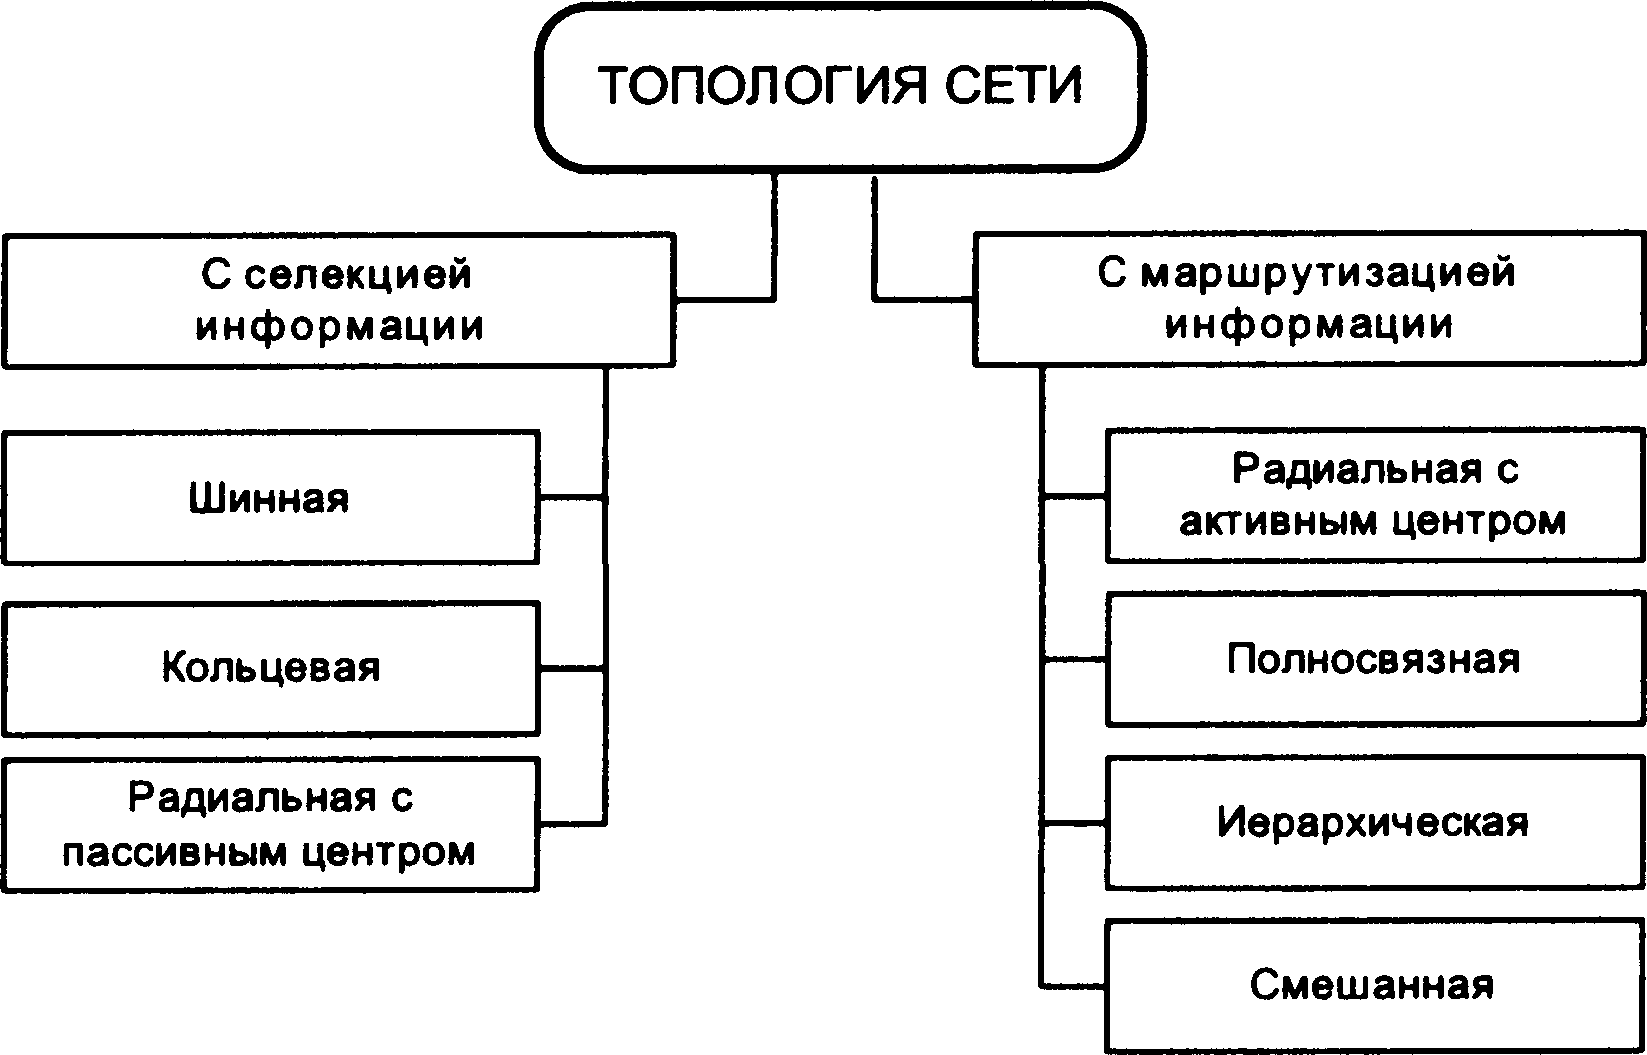 ТОПОЛОГИЯ СЕТИ
С селекцией
информации
Шинная
Кольцевая
Радиальная с
пассивным центром
С маршрутизацией
информации
Радиальная с
активным центром
Полносвязная
Иерархическая
Смешанная